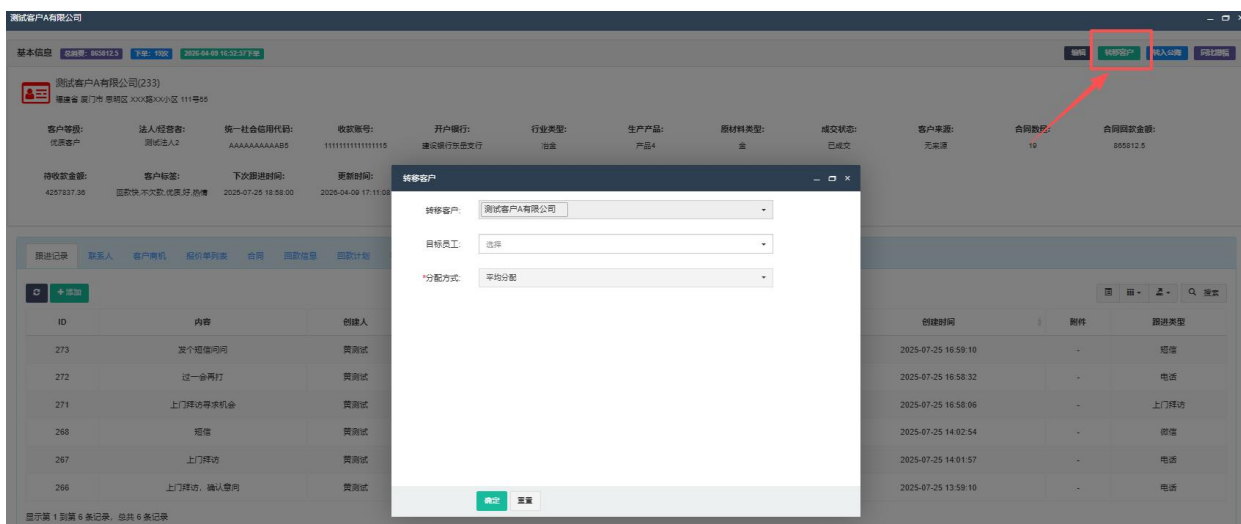 测试客户A有限公司
基本信息 总消费: 865812.5 下单: 19次 2026-04-09 16:52:57下单 编辑 转移客户 转入公海
测试客户A有限公司(233)
福建省 厦门市 思明区 XXX路XX小区 111号55
客户等级: 法人/经营者: 统一社会信用代码: 收款账号: 开户银行: 行业类型: 生产产品: 原材料类型: 成交状态: 客户来源: 合同数量: 合同回款金额:
优质客户 测试法人2 建设银行东岳支行 冶金 产品4 金 已成交 无来源 19 865812.5
待收款金额: 客户标签: 下次跟进时间: 更新时间:
4257837.36 回款快,不欠款,优质,好,热情 2025-07-25 18:58:00 2026-04-09 17:11:08
转移客户
转移客户: 测试客户A有限公司
目标员工: 选择
*分配方式: 平均分配
确定 重置
跟进记录 联系人 客户商机 报价单列表 合同 回款信息 回款计划
添加 搜索
ID 内容 创建人 创建时间 附件 跟进类型
273 发个短信问问 黄测试 2025-07-25 16:59:10 - 短信
272 过一会再打 黄测试 2025-07-25 16:58:32 - 电话
271 上门拜访寻求机会 黄测试 2025-07-25 16:58:06 - 上门拜访
268 短信 黄测试 2025-07-25 14:02:54 - 微信
267 上门拜访 黄测试 2025-07-25 14:01:57 - 电话
266 上门拜访，确认意向 黄测试 2025-07-25 13:59:10 - 电话
显示第 1 到第 6 条记录，总共 6 条记录